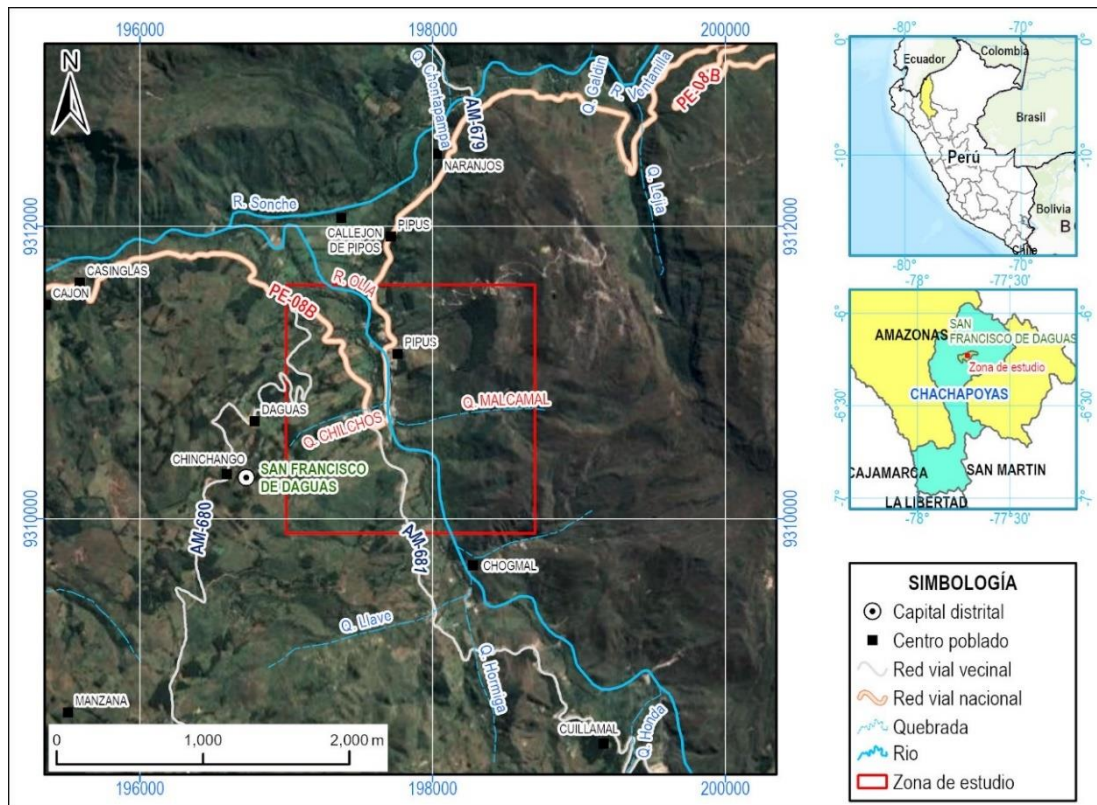 196000
198000
200000
N
Q. Chontapampa
AM-679
Q. Galdin
R. Ventanilla
PE-08B
NARANJOS
Q. Lejia
R. Sonche
CALLEJON
DE PIPOS
PIPUS
9312000
9312000
CASINGLAS
CAJON
PE-08B
R. OLIA
PIPUS
DAGUAS
Q. CHILCHOS
Q. MALCAMAL
CHINCHANGO
SAN FRANCISCO
DE DAGUAS
9310000
9310000
AM-680
AM-681
CHOGMAL
Q. Llave
Q. Hormiga
MANZANA
CUILLAMAL
Q. Honda
0 1,000 2,000 m
196000
198000
200000
-80°
-70°
0°
0°
Ecuador
Colombia
Brasil
-10°
-10°
Perú
Bolivia
Chile
-80°
-70°
-78°
-77°30'
-6°
-6°
AMAZONAS
SAN
FRANCISCO DE DAGUAS
Zona de estudio
CHACHAPOYAS
-6°30'
-6°30'
CAJAMARCA
SAN MARTIN
LA LIBERTAD
-7°
-7°
-78°
-77°30'
SIMBOLOGÍA
Capital distrital
Centro poblado
Red vial vecinal
Red vial nacional
Quebrada
Rio
Zona de estudio